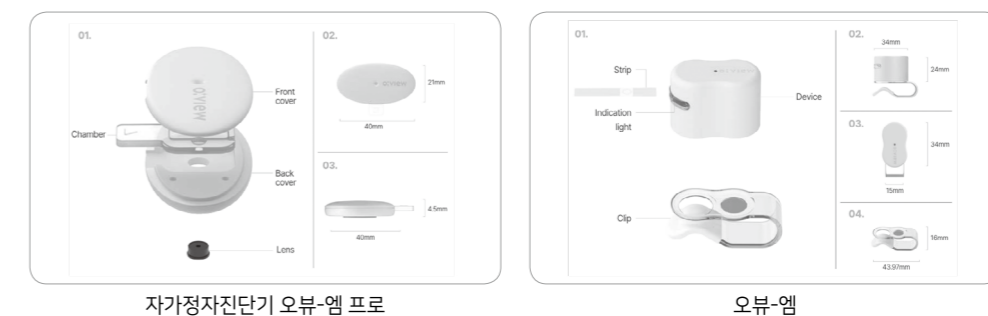 01.
Front
cover
Chamber
Back
cover
Lens
02.
21mm
40mm
03.
4.5mm
40mm
자가정자진단기 오뷰-엠 프로
01.
Strip
Indication
light
Device
Clip
02.
34mm
24mm
03.
34mm
15mm
04.
16mm
43.97mm
오뷰-엠